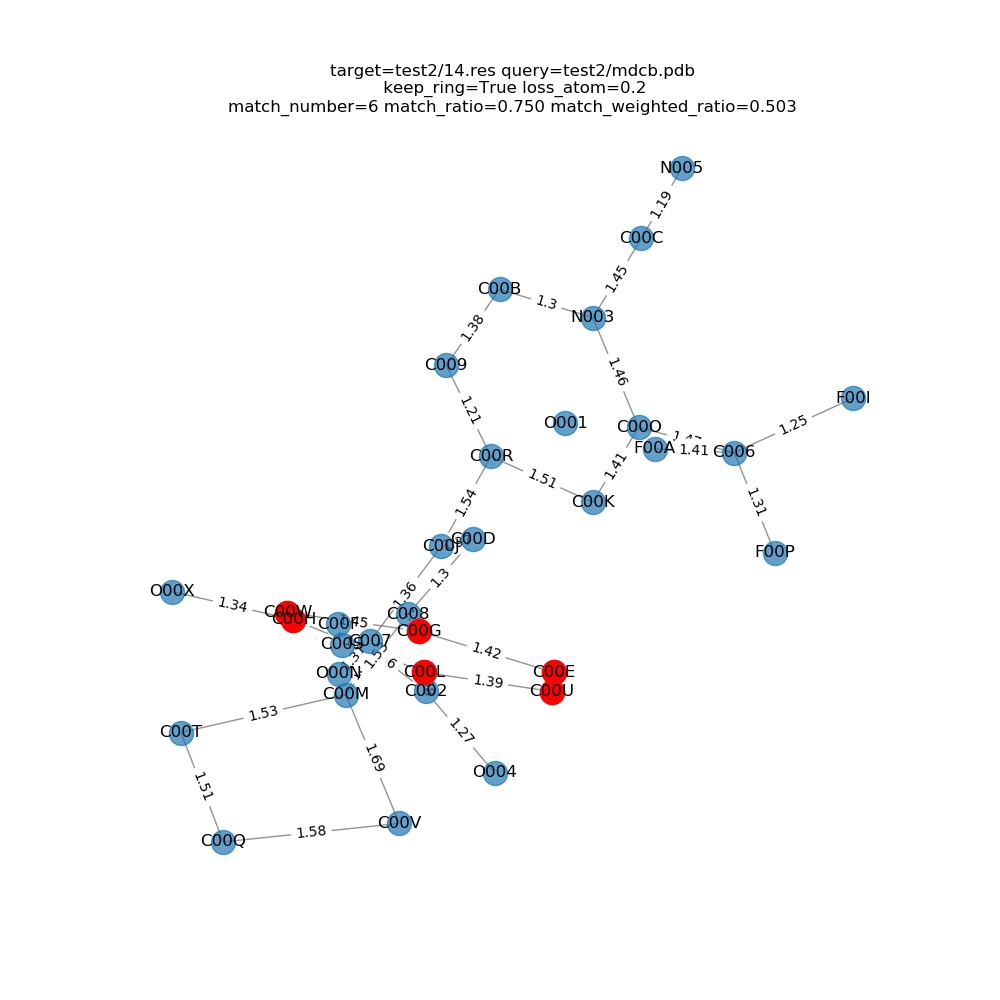 target=test2/14.res query=test2/mdcb.pdb
keep_ring=True loss_atom=0.2
match_number=6 match_ratio=0.750 match_weighted_ratio=0.503
N005
1.19
C00C
1.45
C00B
1.3
N003
1.38
C009
1.46
F00I
1.21
O001
C00O
1.25
F00A
1.41
C006
C00R
1.51
1.41
1.31
C00K
1.54
F00P
C00J
C00D
1.3
1.36
O00X
1.34
C00W
C00H
C008
C00F
1.45
C00G
C00S
C007
1.42
O00N
C00L
C00E
1.39
C00M
C002
C00U
1.53
1.27
C00T
1.69
O004
1.51
C00V
1.58
C00Q